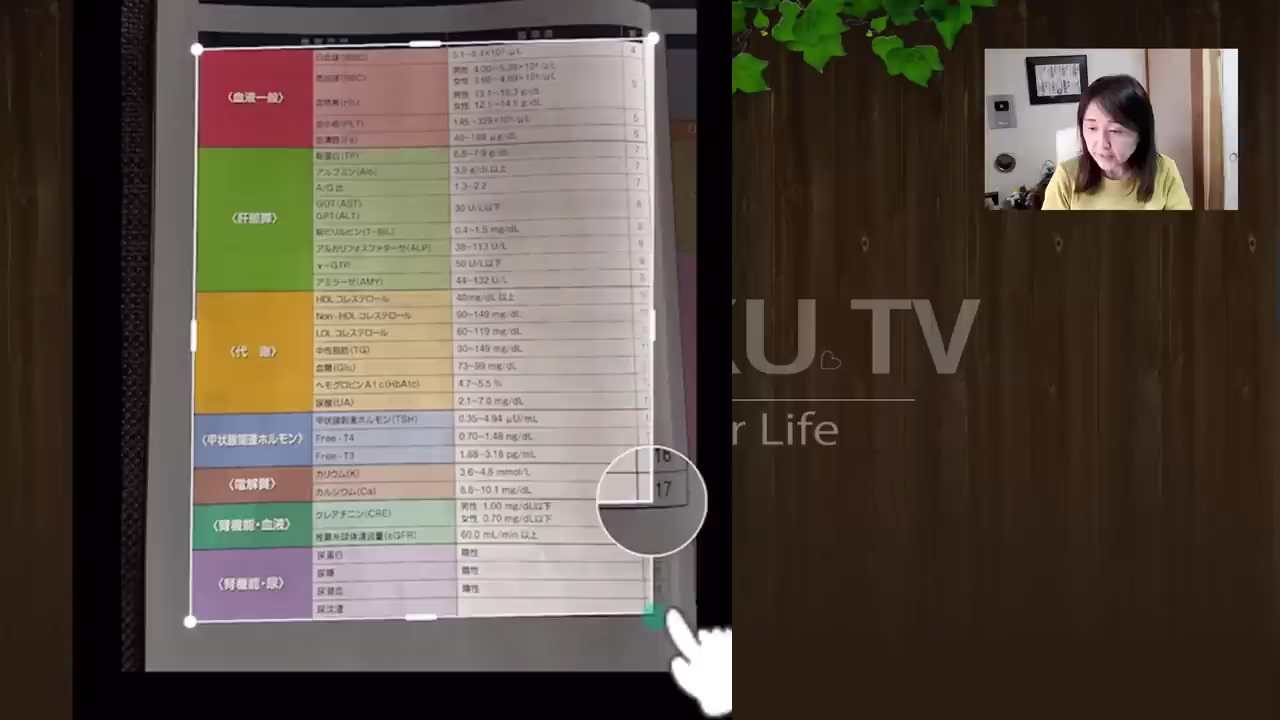 4
〈血液一般〉
白血球(WBC)
3.1~8.4×10³/μL
赤血球(RBC)
男性 4.00~5.39×10⁶/μL
女性 3.60~4.89×10⁶/μL
5
男性 13.1~16.3 g/dL
女性 12.1~14.5 g/dL
血小板(PLT)
145~329×10³/μL
5
血清鉄(Fe)
40~188 μg/dL
6
〈肝臓系〉
総蛋白(TP)
6.5~7.9 g/dL
7
アルブミン(Alb)
3.9 g/dL以上
7
A/G比
1.3~2.2
7
GOT(AST)
GPT(ALT)
30 U/L以下
8
総ビリルビン(T-BIL)
0.4~1.5 mg/dL
アルカリフォスファターゼ(ALP)
38~113 U/L
9
γ-GTP
50 U/L以下
アミラーゼ(AMY)
44~132 U/L
〈代 謝〉
HDLコレステロール
40mg/dL以上
Non-HDLコレステロール
90~149 mg/dL
LDLコレステロール
60~119 mg/dL
中性脂肪(TG)
30~149 mg/dL
血糖(Glu)
73~99 mg/dL
ヘモグロビンA1c(HbA1c)
4.7~5.5 %
尿酸(UA)
2.1~7.0 mg/dL
〈甲状腺関連ホルモン〉
甲状腺刺激ホルモン(TSH)
0.35~4.94 μU/mL
Free-T4
0.70~1.48 ng/dL
Free-T3
1.88~3.18 pg/mL
〈電解質〉
カリウム(K)
3.6~4.8 mmol/L
カルシウム(Ca)
8.8~10.1 mg/dL
〈腎機能・血液〉
クレアチニン(CRE)
男性 1.00 mg/dL以下
女性 0.70 mg/dL以下
推算糸球体濾過量(eGFR)
60.0 mL/min以上
〈腎機能・尿〉
尿蛋白
陰性
尿糖
陰性
尿潜血
陰性
尿沈渣
16
17
KU TV
r Life